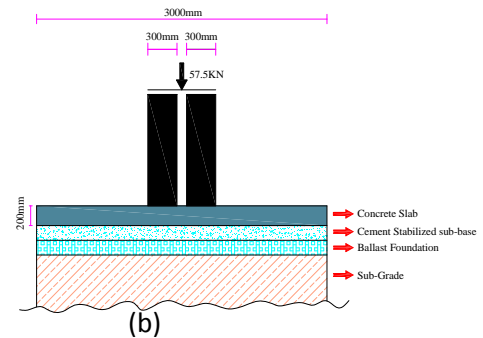 3000mm
300mm 300mm
57.5KN
200mm
Concrete Slab
Cement Stabilized sub-base
Ballast Foundation
Sub-Grade
(b)